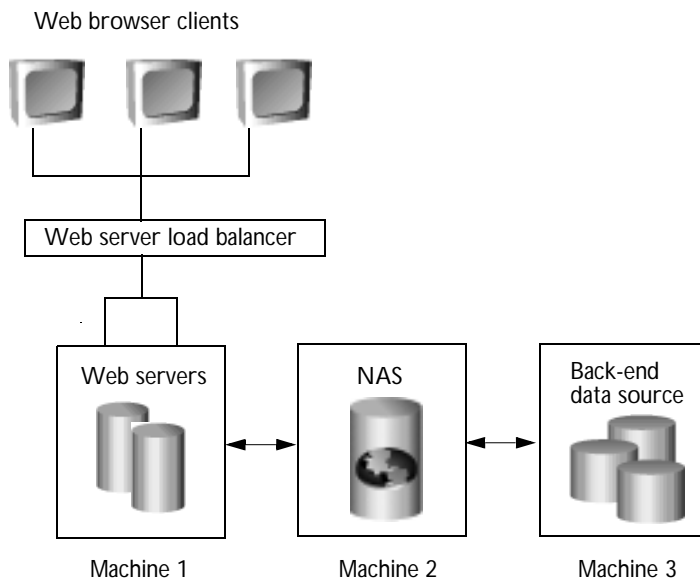 Web browser clients
Web server load balancer
Web servers
NAS
Back-end
data source
Machine 1
Machine 2
Machine 3